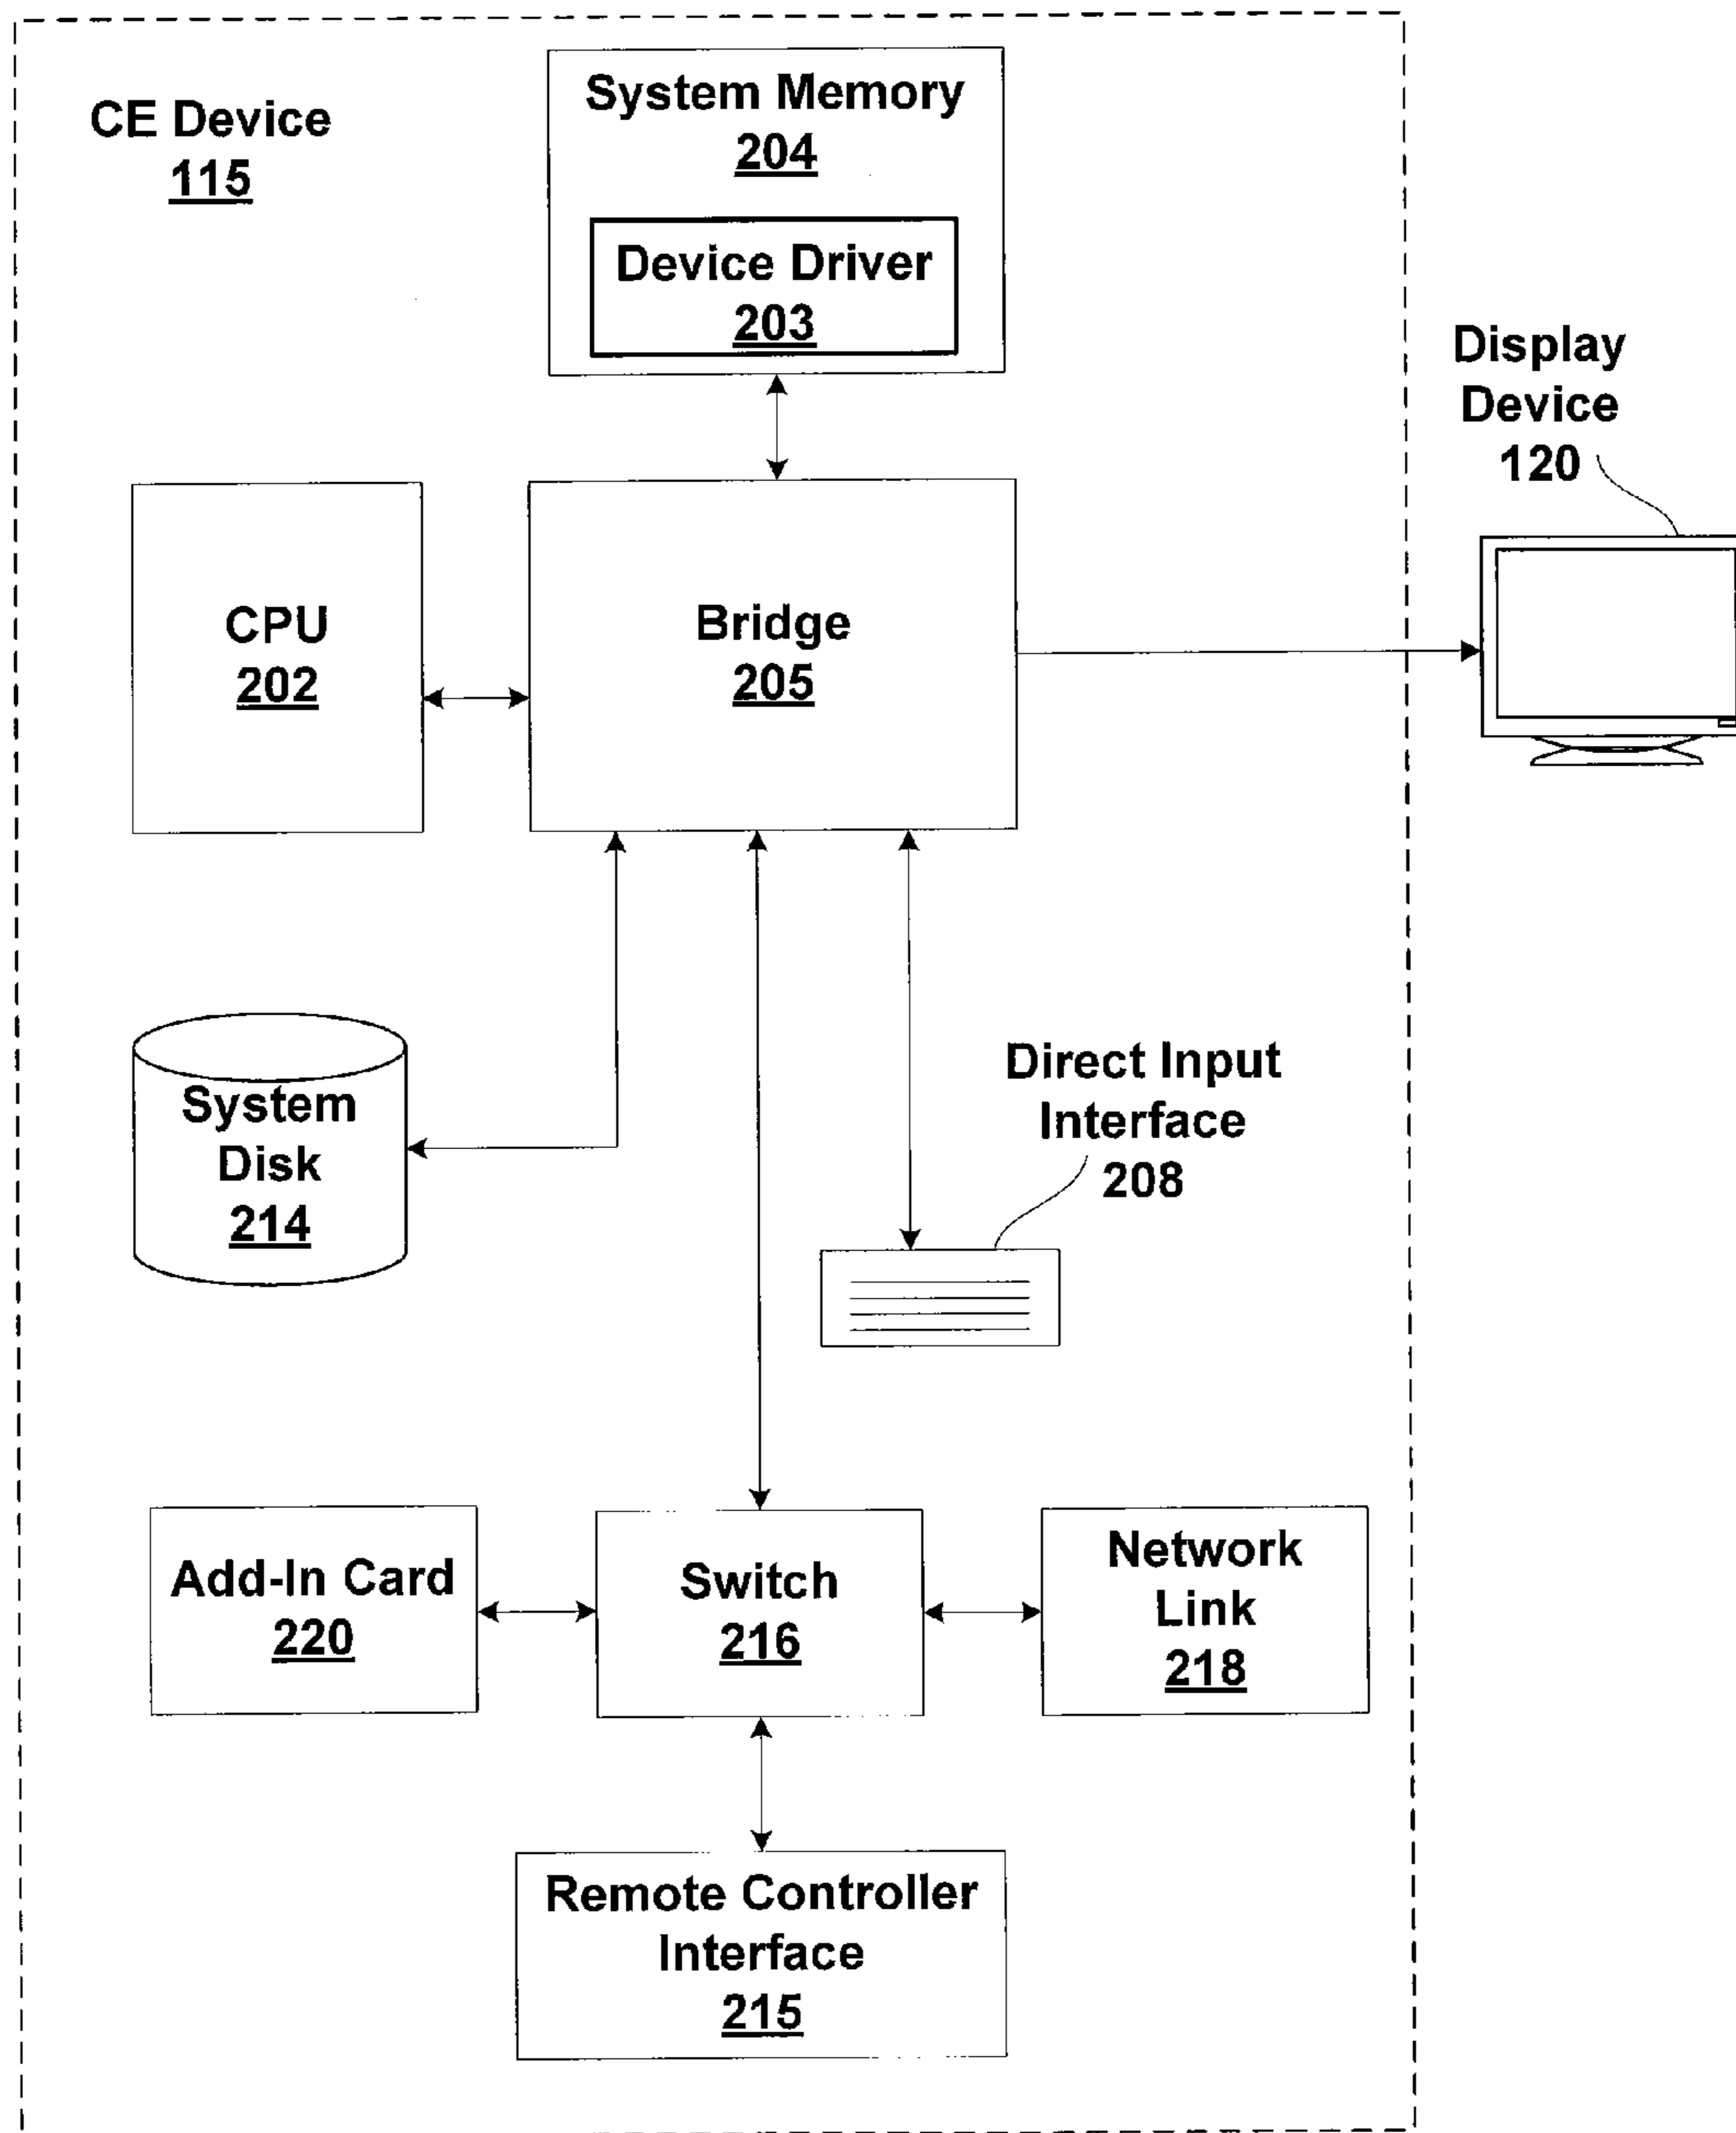 CE Device
115
System Memory
204
Device Driver
203
Display
Device
120
CPU
202
Bridge
205
System
Disk
214
Direct Input
Interface
208
Add-In Card
220
Switch
216
Network
Link
218
Remote Controller
Interface
215